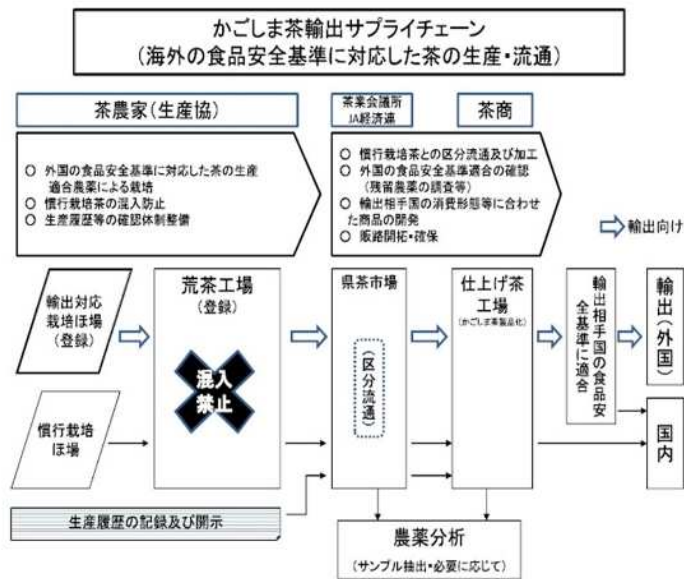 かごしま茶輸出サプライチェーン
(海外の食品安全基準に対応した茶の生産・流通)
茶農家(生産協)
茶業会議所
JA経済連
茶商
○ 外国の食品安全基準に対応した茶の生産
適合農薬による栽培
○ 慣行栽培茶の混入防止
○ 生産履歴等の確認体制整備
○ 慣行栽培茶との区分流通及び加工
○ 外国の食品安全基準適合の確認
(残留農薬の調査等)
○ 輸出相手国の消費形態等に合わせ
た商品の開発
○ 販路開拓・確保
輸出向け
輸出対応
栽培ほ場
(登録)
荒茶工場
(登録)
混入
禁止
県茶市場
(区分流通)
仕上げ茶
工場
(かごしま茶製品化)
輸出相手国の食品安
全基準に適合
輸出(外国)
慣行栽培
ほ場
国内
生産履歴の記録及び開示
農薬分析
(サンプル抽出・必要に応じて)